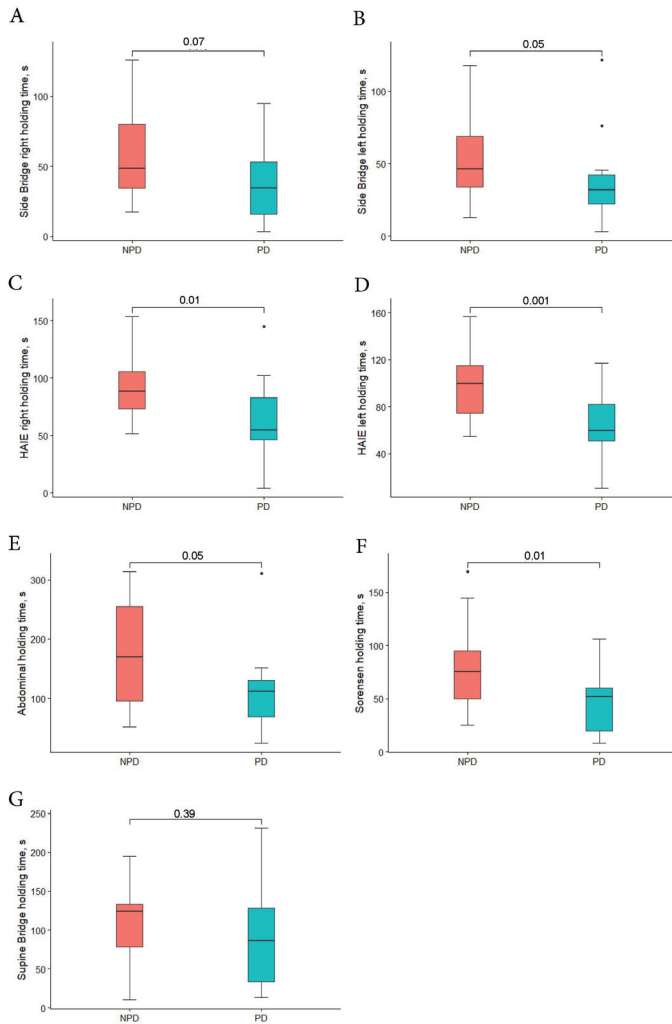 A
0.07
Side Bridge right holding time, s
100
50
0
NPD PD
B
0.05
Side Bridge left holding time, s
100
50
0
NPD PD
C
0.01
HAIE right holding time, s
150
100
50
0
NPD PD
D
0.001
HAIE left holding time, s
160
120
80
40
NPD PD
E
0.05
Abdominal holding time, s
300
200
100
NPD PD
F
0.01
Sorensen holding time, s
150
100
50
0
NPD PD
G
0.39
Supine Bridge holding time, s
250
200
150
100
50
0
NPD PD